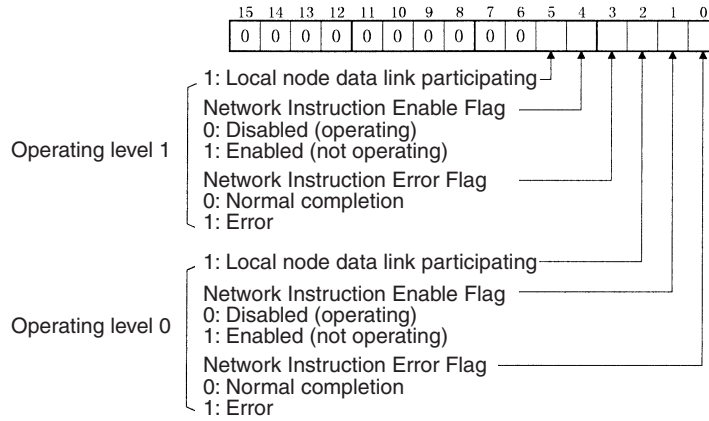 15 14 13 12 11 10 9 8 7 6 5 4 3 2 1 0
0 0 0 0 0 0 0 0 0 0
1: Local node data link participating
Network Instruction Enable Flag
0: Disabled (operating)
1: Enabled (not operating)
Operating level 1
Network Instruction Error Flag
0: Normal completion
1: Error
1: Local node data link participating
Network Instruction Enable Flag
0: Disabled (operating)
Operating level 0
1: Enabled (not operating)
Network Instruction Error Flag
0: Normal completion
1: Error